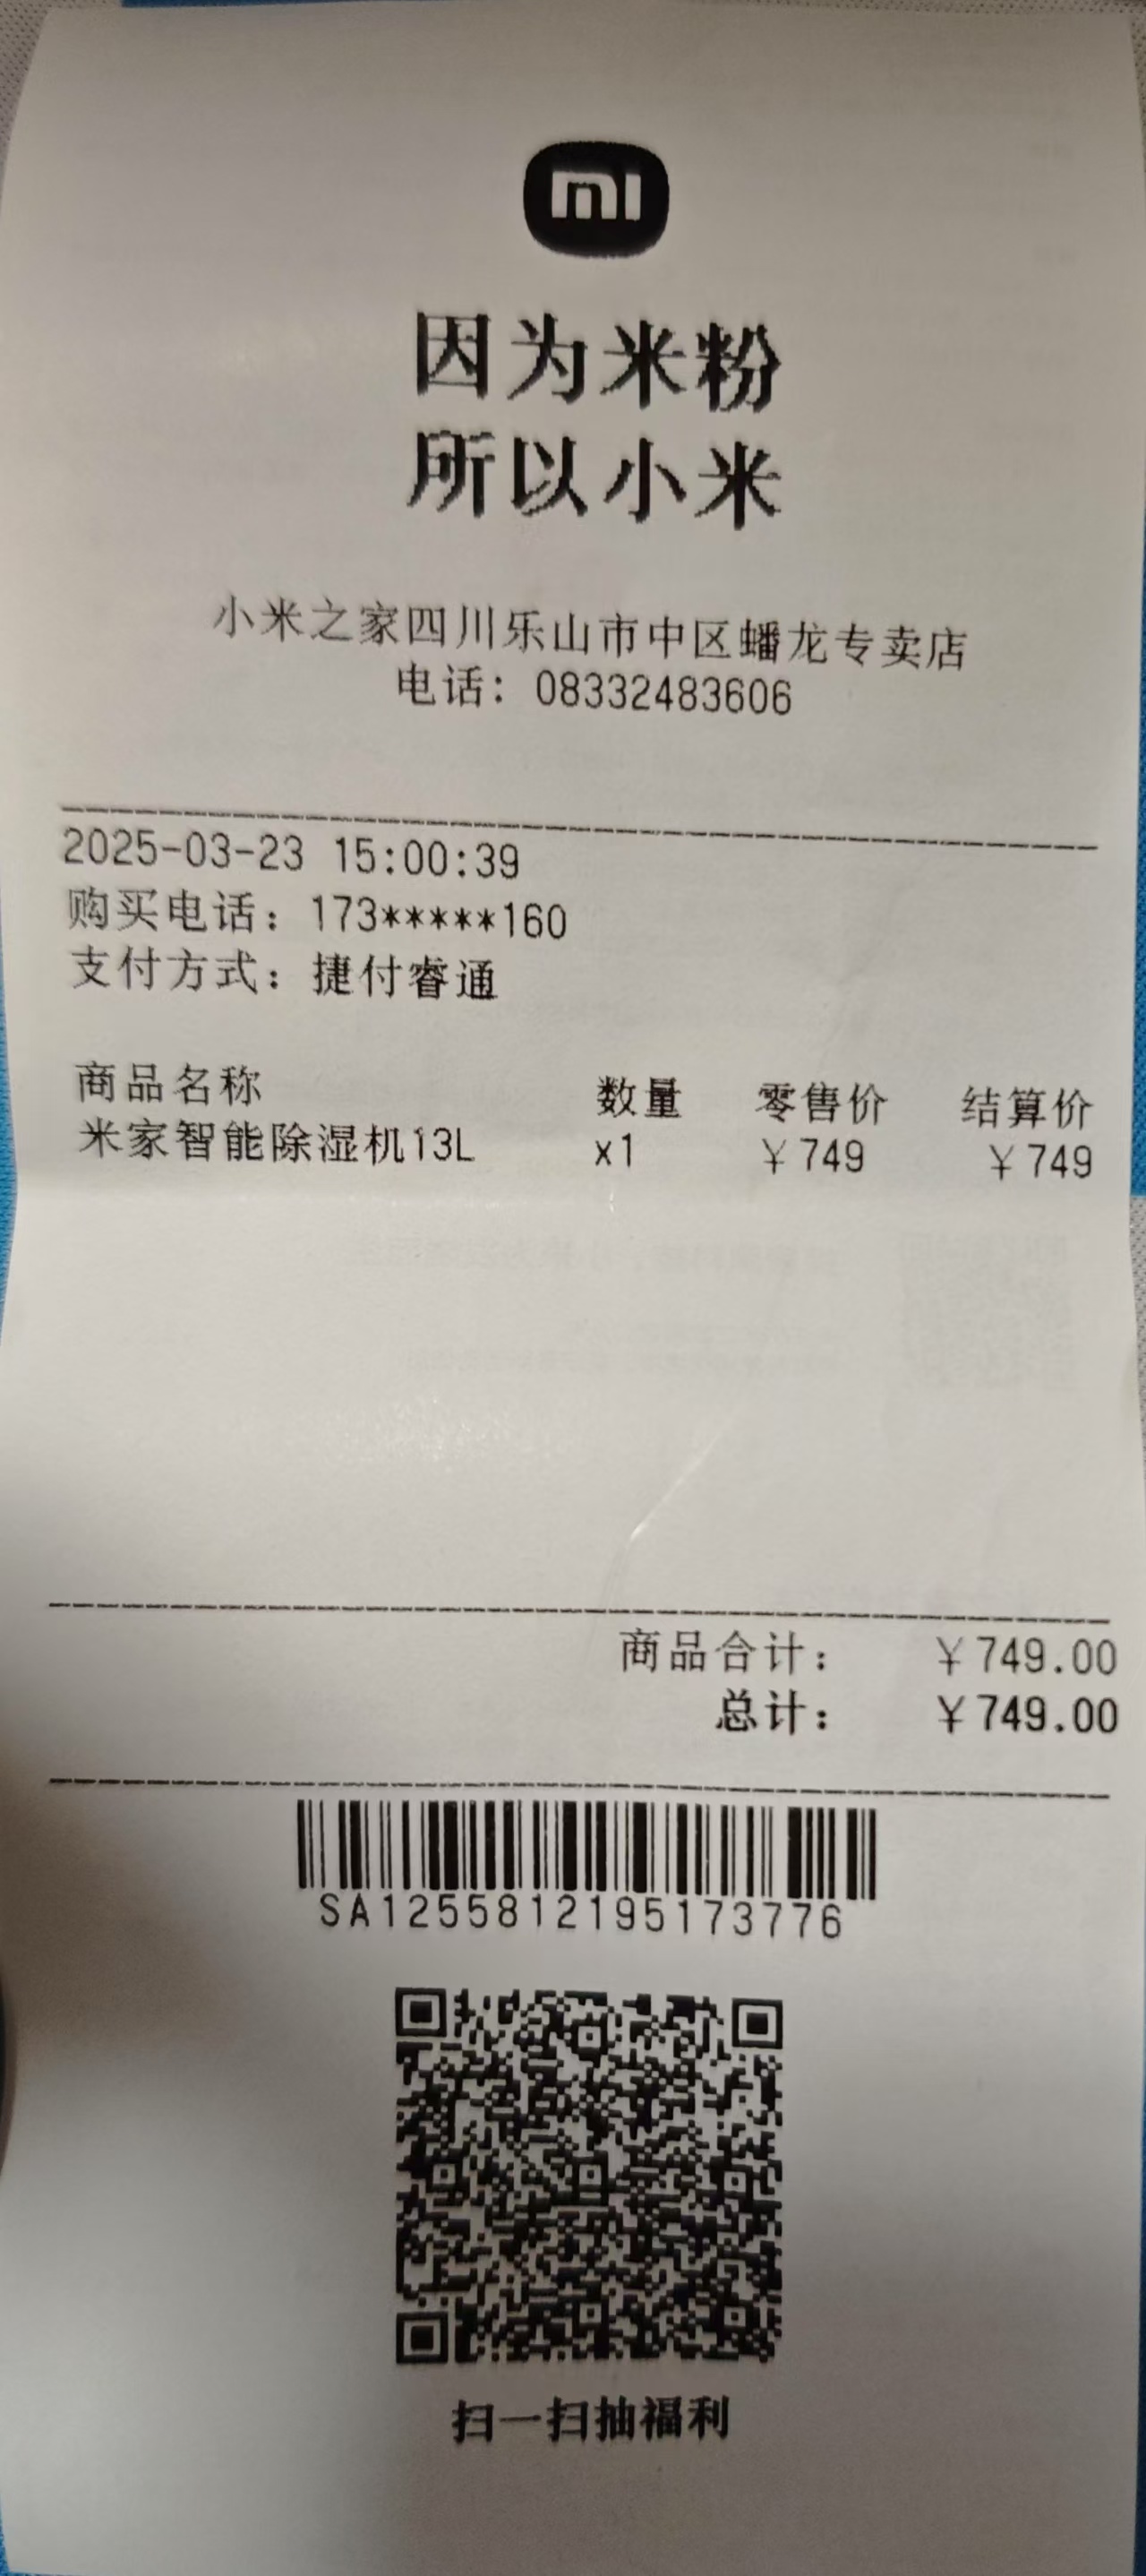 mi
因为米粉
所以小米
小米之家四川乐山市中区蟠龙专卖店
电话：08332483606
2025-03-23 15:00:39
购买电话：173*****160
支付方式：捷付睿通
商品名称 数量 零售价 结算价
米家智能除湿机13L x1 ￥749 ￥749
商品合计： ￥749.00
总计： ￥749.00
SA1255812195173776
扫一扫抽福利